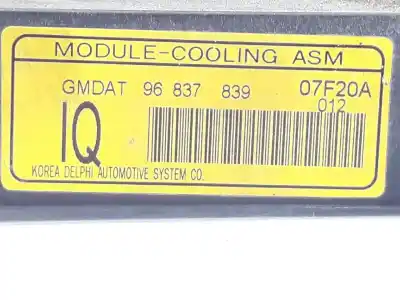 MODULE-COOLING ASM
GMDAT 96 837 839 07F20A
012
IQ
KOREA DELPHI AUTOMOTIVE SYSTEM CO.